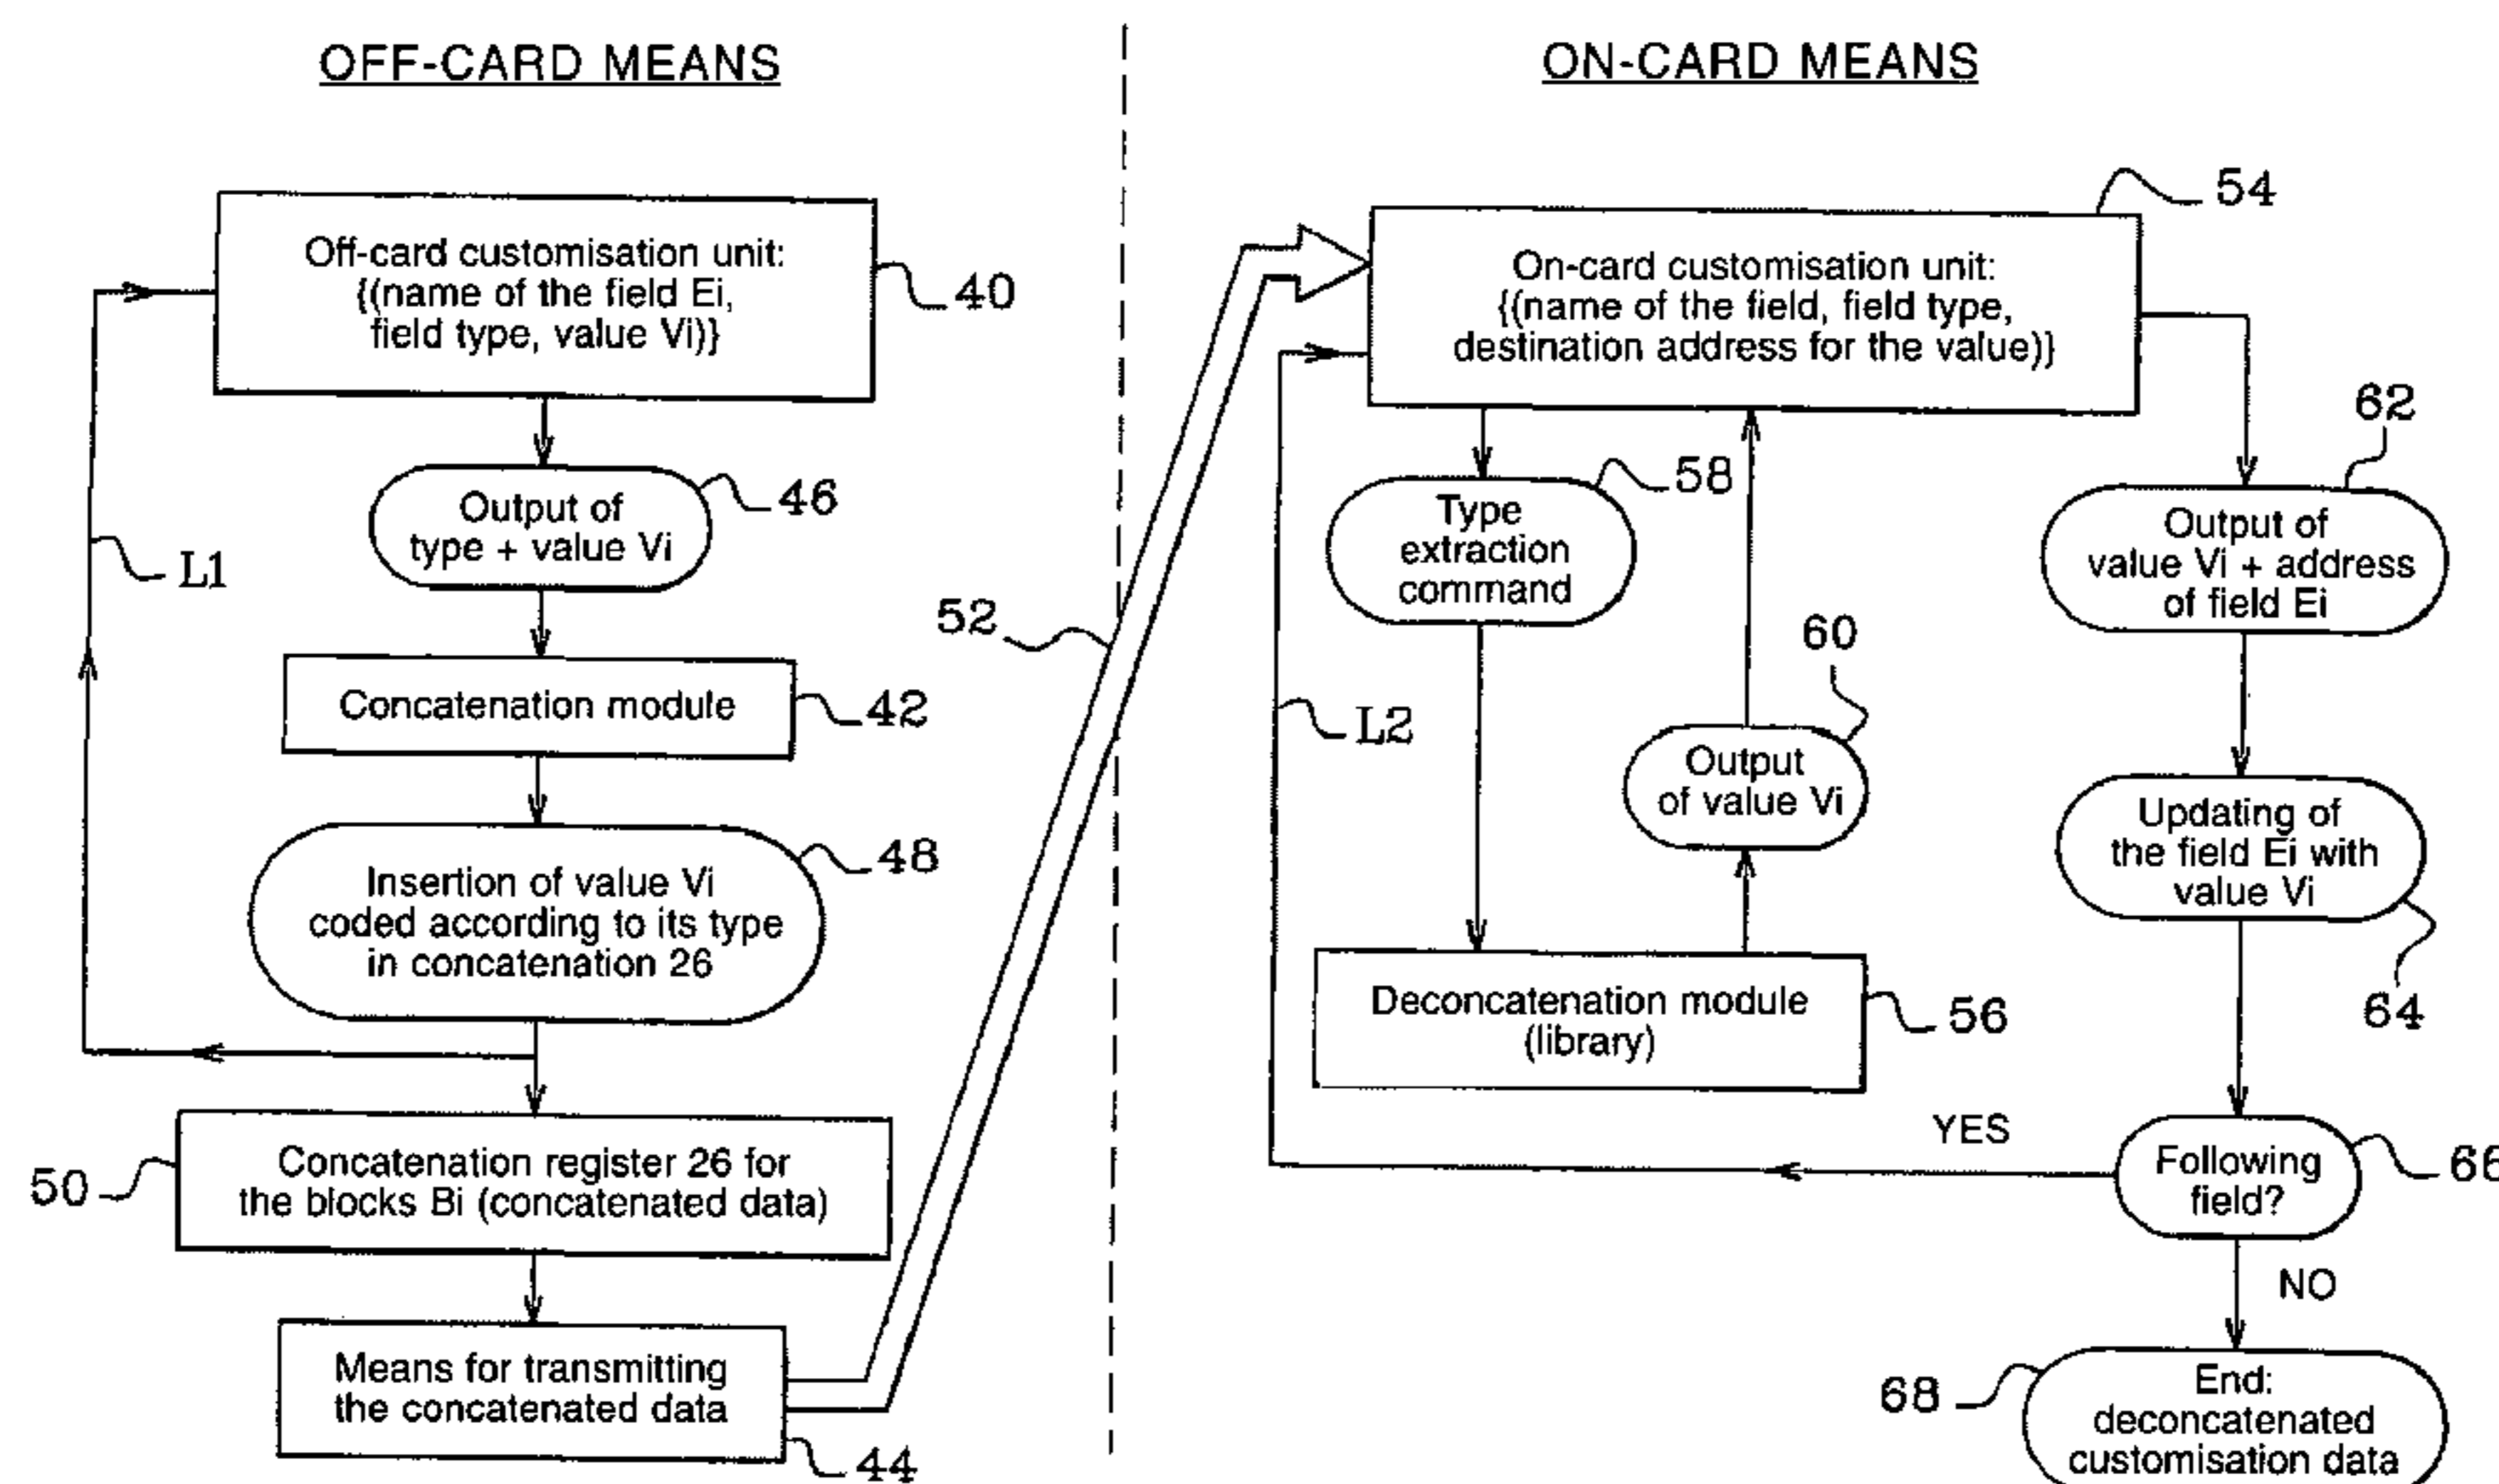 OFF-CARD MEANS
Off-card customisation unit:
{(name of the field Ei,
field type, value Vi)}
40
Output of
type + value Vi
46
L1
Concatenation module
42
Insertion of value Vi
coded according to its type
in concatenation 26
48
50
Concatenation register 26 for
the blocks Bi (concatenated data)
Means for transmitting
the concatenated data
44
52
ON-CARD MEANS
54
On-card customisation unit:
{(name of the field, field type,
destination address for the value)}
58
Type
extraction
command
60
Output
of value Vi
L2
Deconcatenation module
(library)
56
62
Output of
value Vi + address
of field Ei
Updating of
the field Ei with
value Vi
64
YES
Following
field?
66
NO
68
End:
deconcatenated
customisation data